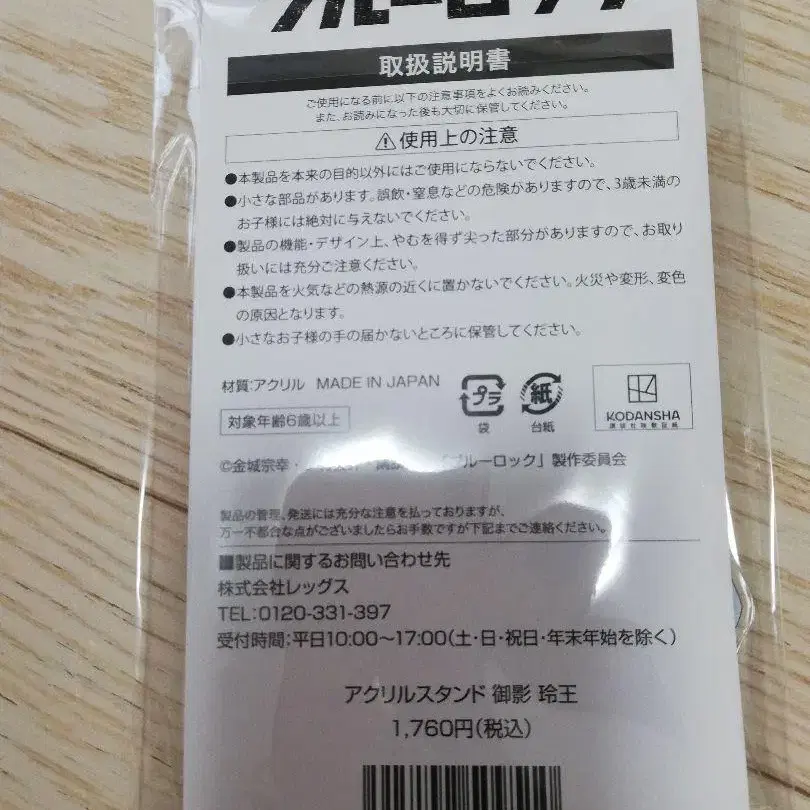 ブルーロック
取扱説明書
ご使用になる前に以下の注意事項をよくお読みください。
また、お読みになった後も大切に保管してください。
⚠使用上の注意
●本製品を本来の目的以外にはご使用にならないでください。
●小さな部品があります。誤飲・窒息などの危険がありますので、3歳未満の
お子様には絶対に与えないでください。
●製品の機能・デザイン上、やむを得ず尖った部分がありますので、お取り
扱いには充分ご注意ください。
●本製品を火気などの熱源の近くに置かないでください。火災や変形、変色
の原因となります。
●小さなお子様の手の届かないところに保管してください。
材質:アクリル MADE IN JAPAN
プラ
袋
紙
台紙
KODANSHA
対象年齢6歳以上
©金城宗幸・ ブルーロック」製作委員会
製品の管理、発送には充分な注意を払っておりますが、
万一不都合な点がございましたらお手数ですが下記までご連絡ください。
■製品に関するお問い合わせ先
株式会社レッグス
TEL:0120-331-397
受付時間:平日10:00〜17:00(土・日・祝日・年末年始を除く)
アクリルスタンド 御影 玲王
1,760円(税込)